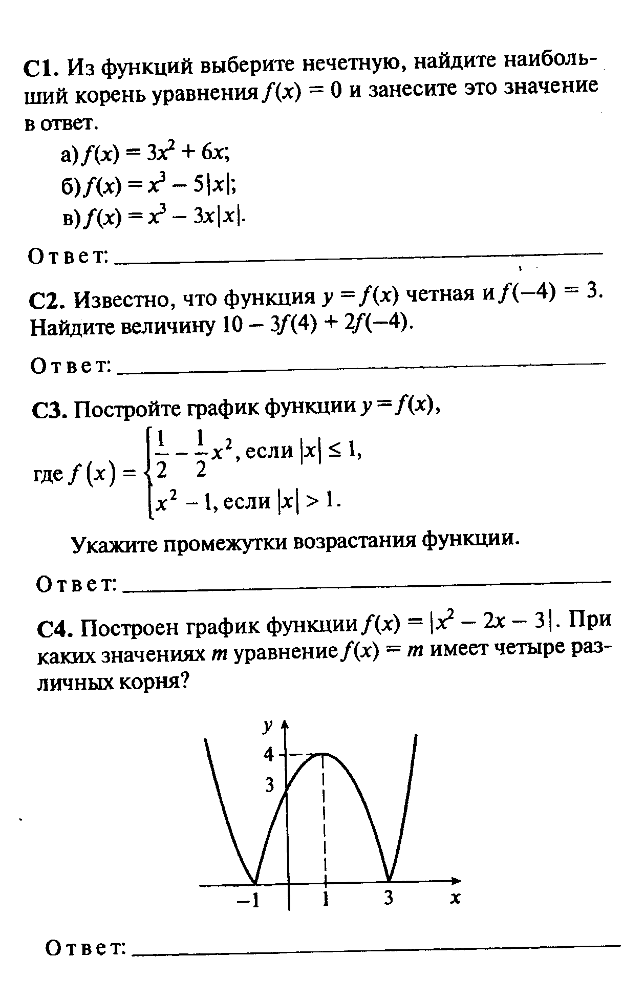 С1. Из функций выберите нечетную, найдите наиболь-
ший корень уравнения f(x) = 0 и занесите это значение
в ответ.
а) f(x) = 3x² + 6x;
б) f(x) = x³ – 5|x|;
в) f(x) = x³ – 3x|x|.
Ответ:
С2. Известно, что функция y = f(x) четная и f(–4) = 3.
Найдите величину 10 – 3f(4) + 2f(–4).
Ответ:
С3. Постройте график функции y = f(x),
где f(x) = { 1/2 – 1/2 x², если |x| ≤ 1,
x² – 1, если |x| > 1.
Укажите промежутки возрастания функции.
Ответ:
С4. Построен график функции f(x) = |x² – 2x – 3|. При
каких значениях m уравнение f(x) = m имеет четыре раз-
личных корня?
y
4
3
–1 1 3 x
Ответ: